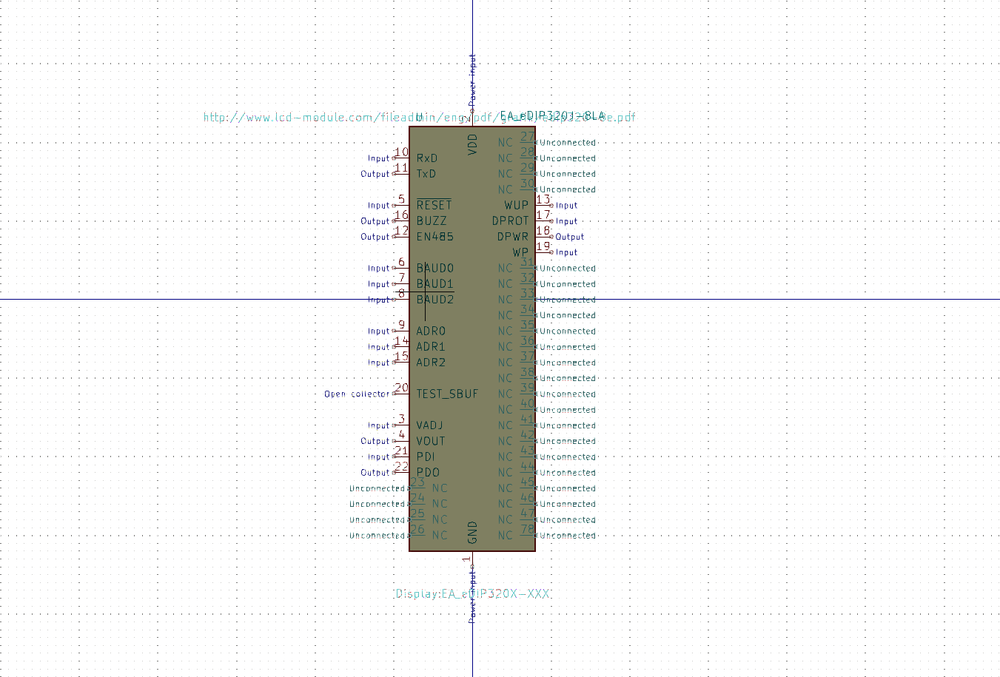 Power input
http://www.lcd-module.com/fileadmin/eng/pdf/grafik/edip320-8e.pdf
U
EA_eDIP320J-8LA
2
VDD
NC 27 Unconnected
NC 28 Unconnected
Input 10 RxD
Output 11 TxD
NC 29 Unconnected
NC 30 Unconnected
Input 5 RESET
WUP 13 Input
Output 16 BUZZ
DPROT 17 Input
Output 12 EN485
DPWR 18 Output
WP 19 Input
Input 6 BAUD0
NC 31 Unconnected
Input 7 BAUD1
NC 32 Unconnected
Input 8 BAUD2
NC 33 Unconnected
NC 34 Unconnected
Input 9 ADR0
NC 35 Unconnected
Input 14 ADR1
NC 36 Unconnected
Input 15 ADR2
NC 37 Unconnected
NC 38 Unconnected
Open collector 20 TEST_SBUF
NC 39 Unconnected
NC 40 Unconnected
Input 3 VADJ
NC 41 Unconnected
Output 4 VOUT
NC 42 Unconnected
Input 21 PDI
NC 43 Unconnected
Output 22 PDO
NC 44 Unconnected
Unconnected 23 NC
NC 45 Unconnected
Unconnected 24 NC
NC 46 Unconnected
Unconnected 25 NC
NC 47 Unconnected
Unconnected 26 NC
NC 78 Unconnected
GND
1
Power input
Display:EA_eDIP320X-XXX